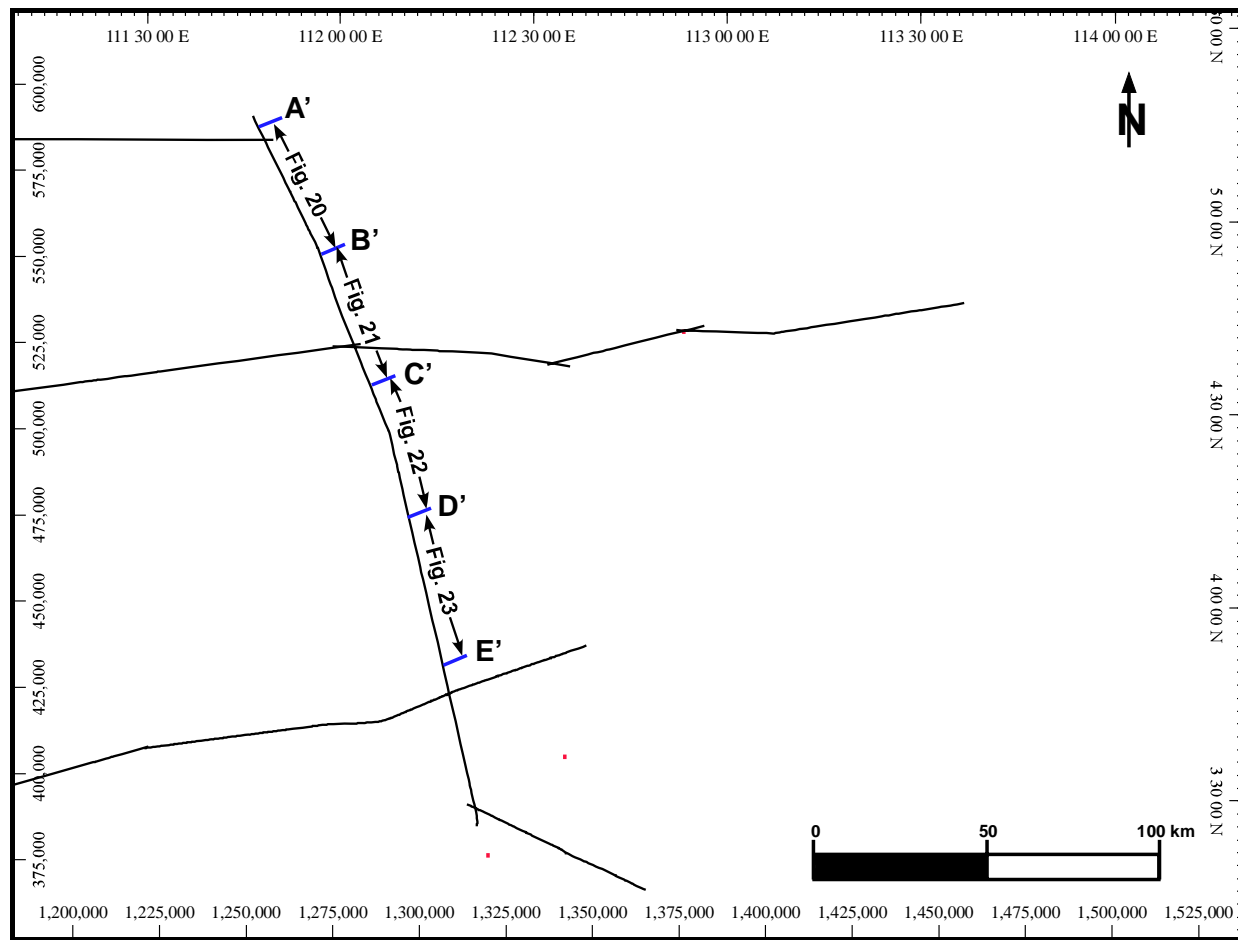 111 30 00 E
112 00 00 E
112 30 00 E
113 00 00 E
113 30 00 E
114 00 00 E
600,000
575,000
550,000
525,000
500,000
475,000
450,000
425,000
400,000
375,000
N
A’
Fig. 20
B’
Fig. 21
C’
Fig. 22
D’
Fig. 23
E’
5 00 00 N
4 30 00 N
4 00 00 N
3 30 00 N
0
50
100 km
1,200,000
1,225,000
1,250,000
1,275,000
1,300,000
1,325,000
1,350,000
1,375,000
1,400,000
1,425,000
1,450,000
1,475,000
1,500,000
1,525,000